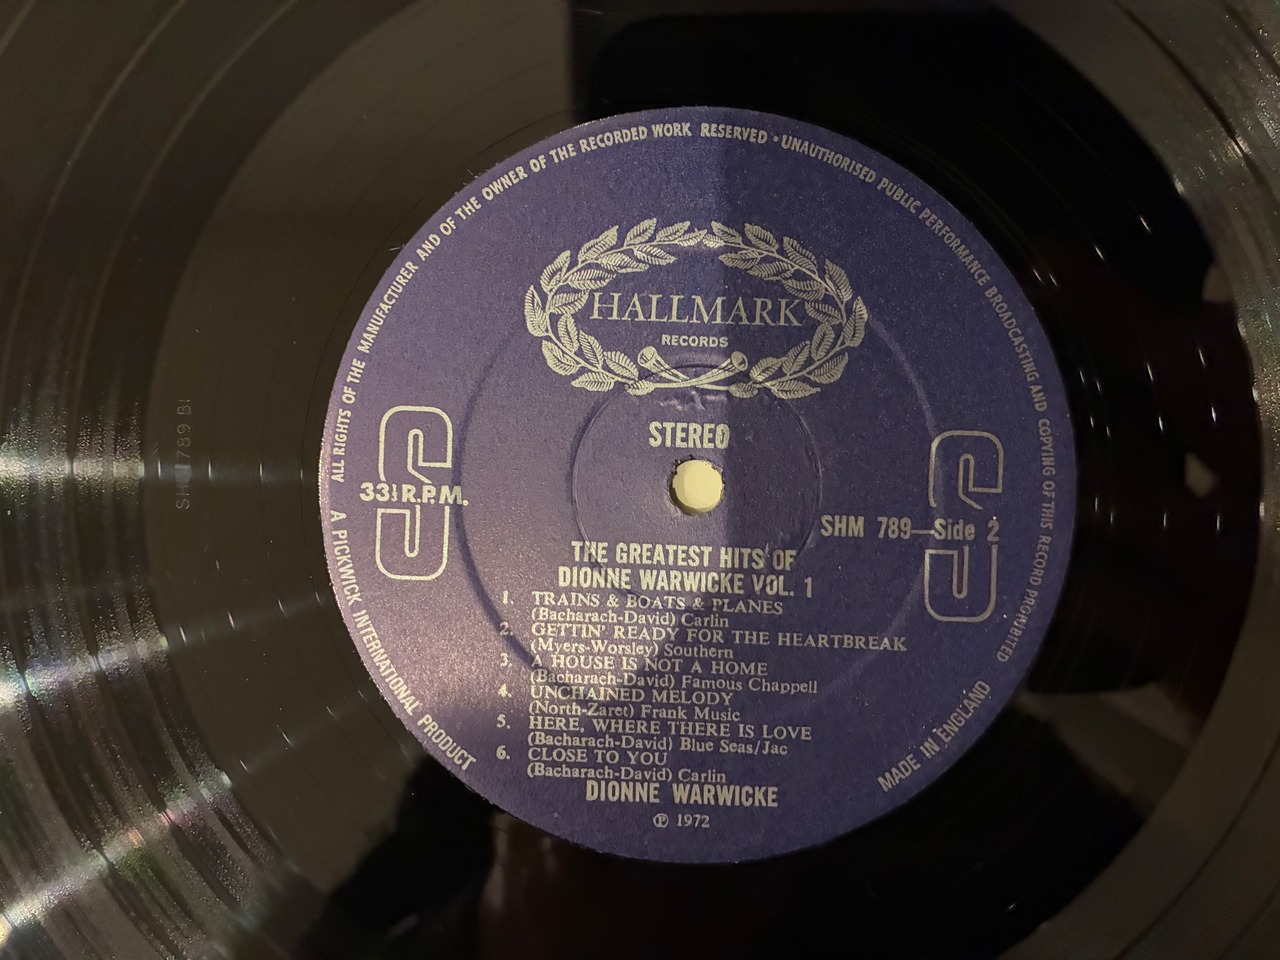 ALL RIGHTS OF THE MANUFACTURER AND OF THE OWNER OF THE RECORDED WORK RESERVED · UNAUTHORISED PUBLIC PERFORMANCE BROADCASTING AND COPYING OF THIS RECORD PROHIBITED
HALLMARK
RECORDS
STEREO
S
33⅓ R.P.M.
S
SHM 789—Side 2
THE GREATEST HITS OF
DIONNE WARWICKE VOL. 1
1. TRAINS & BOATS & PLANES
(Bacharach-David) Carlin
2. GETTIN' READY FOR THE HEARTBREAK
(Myers-Worsley) Southern
3. A HOUSE IS NOT A HOME
(Bacharach-David) Famous Chappell
4. UNCHAINED MELODY
(North-Zaret) Frank Music
5. HERE, WHERE THERE IS LOVE
(Bacharach-David) Blue Seas/Jac
6. CLOSE TO YOU
(Bacharach-David) Carlin
DIONNE WARWICKE
℗ 1972
A PICKWICK INTERNATIONAL PRODUCT
MADE IN ENGLAND
789 B1